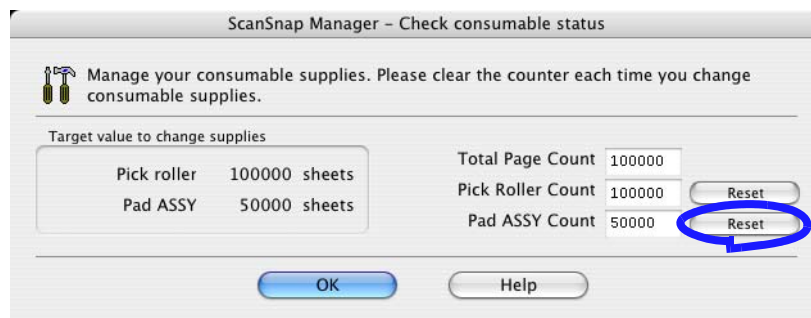 ScanSnap Manager – Check consumable status
Manage your consumable supplies. Please clear the counter each time you change
consumable supplies.
Target value to change supplies
Pick roller 100000 sheets
Pad ASSY 50000 sheets
Total Page Count 100000
Pick Roller Count 100000 Reset
Pad ASSY Count 50000 Reset
OK Help